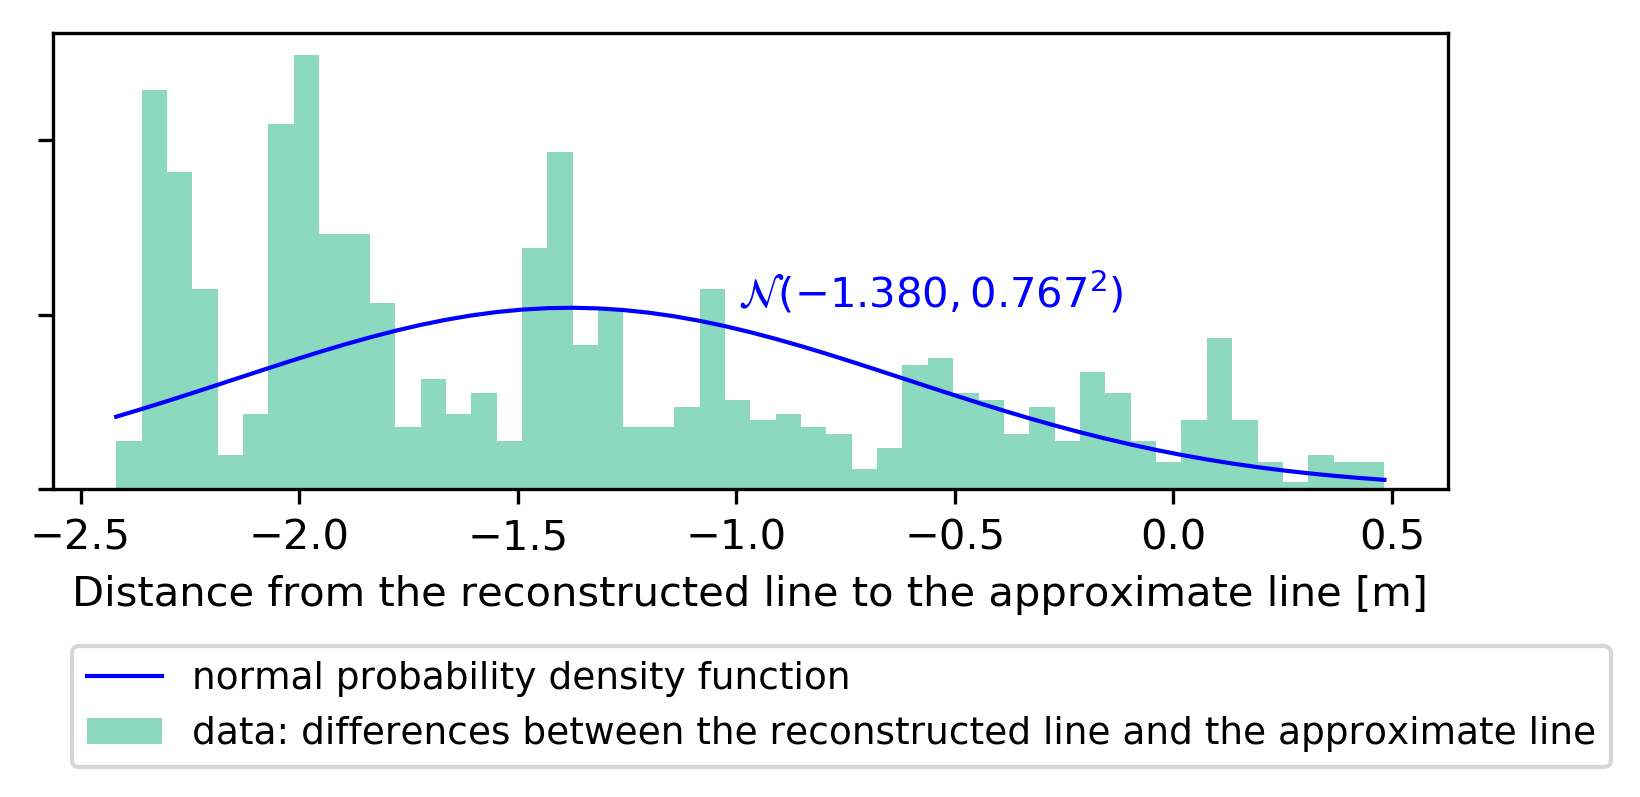 𝒩(−1.380, 0.767²)
−2.5 −2.0 −1.5 −1.0 −0.5 0.0 0.5
Distance from the reconstructed line to the approximate line [m]
normal probability density function
data: differences between the reconstructed line and the approximate line